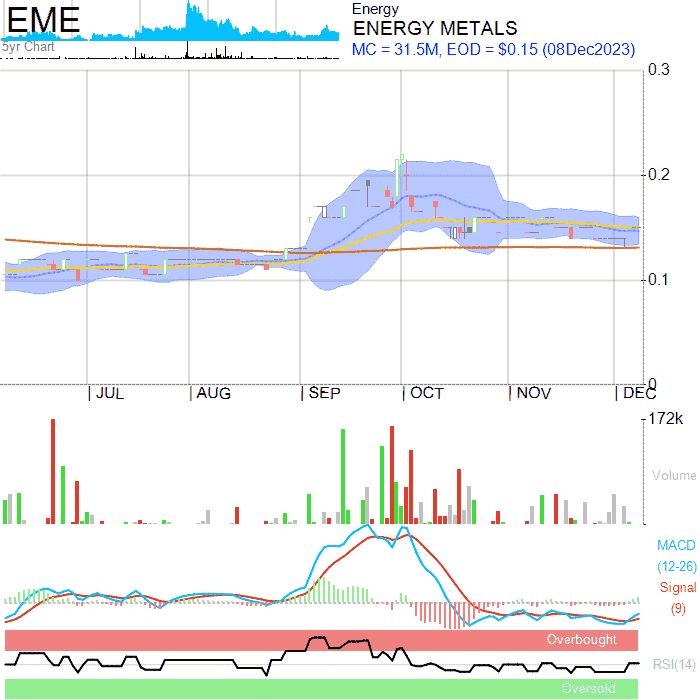 EME
5yr Chart
Energy
ENERGY METALS
MC = 31.5M, EOD = $0.15 (08Dec2023)
0.3
0.2
0.1
0
JUL AUG SEP OCT NOV DEC
172k
Volume
MACD
(12-26)
Signal
(9)
Overbought
RSI(14)
Oversold